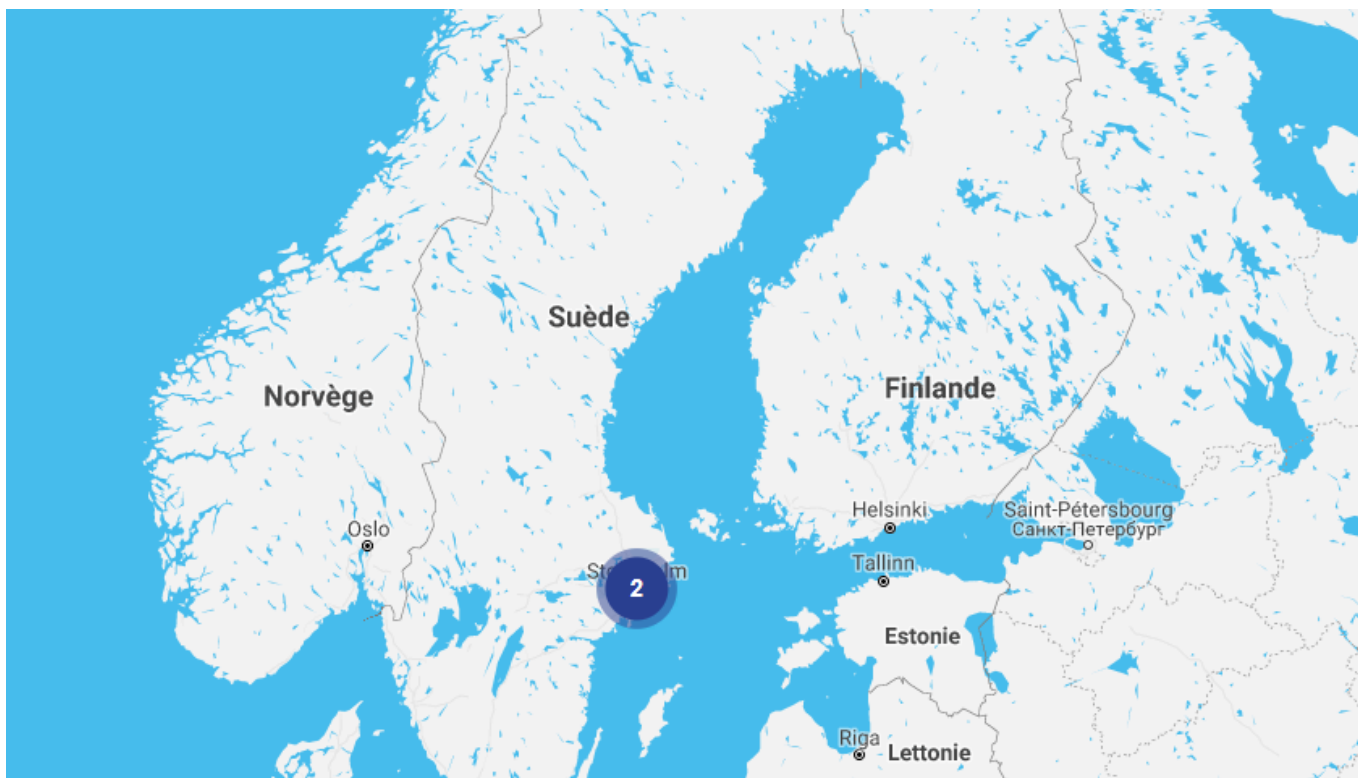 Suède
Norvège
Finlande
Helsinki
Saint-Pétersbourg
Санкт-Петербург
Oslo
Tallinn
2
Estonie
Riga
Lettonie